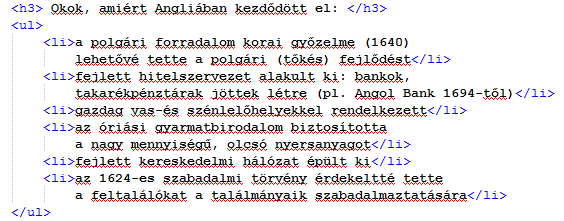 <h3> Okok, amiért Angliában kezdődött el: </h3>
<ul>
<li>a polgári forradalom korai győzelme (1640)
lehetővé tette a polgári (tőkés) fejlődést</li>
<li>fejlett hitelszervezet alakult ki: bankok,
takarékpénztárak jöttek létre (pl. Angol Bank 1694-től)</li>
<li>gazdag vas-és szénlelőhelyekkel rendelkezett</li>
<li>az óriási gyarmatbirodalom biztosította
a nagy mennyiségű, olcsó nyersanyagot</li>
<li>fejlett kereskedelmi hálózat épült ki</li>
<li>az 1624-es szabadalmi törvény érdekeltté tette
a feltalálókat a találmányaik szabadalmaztatására</li>
</ul>